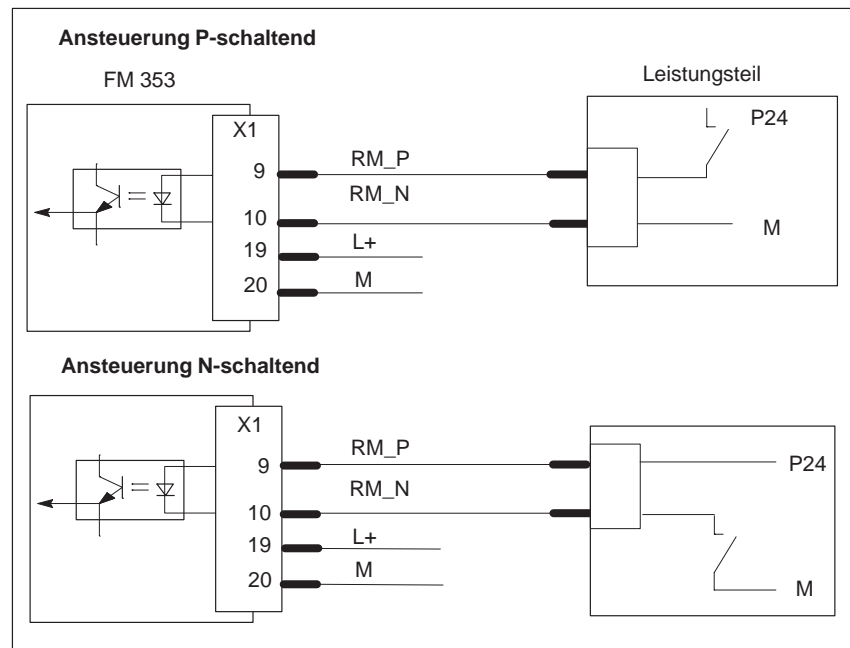 Ansteuerung P-schaltend
FM 353
Leistungsteil
X1
P24
9
RM_P
RM_N
10
M
19
L+
20
M
Ansteuerung N-schaltend
X1
9
RM_P
P24
RM_N
10
19
L+
20
M
M